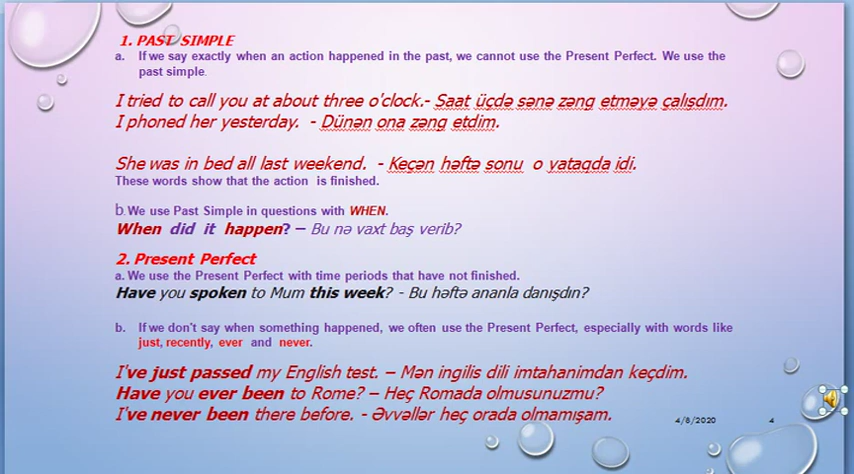 1. PAST SIMPLE
a. If we say exactly when an action happened in the past, we cannot use the Present Perfect. We use the
past simple.
I tried to call you at about three o'clock.- Saat üçdə sənə zəng etməyə çalışdım.
I phoned her yesterday. - Dünən ona zəng etdim.
She was in bed all last weekend. - Keçən həftə sonu o yataqda idi.
These words show that the action is finished.
b. We use Past Simple in questions with WHEN.
When did it happen? – Bu nə vaxt baş verib?
2. Present Perfect
a. We use the Present Perfect with time periods that have not finished.
Have you spoken to Mum this week? - Bu həftə ananla danışdın?
b. If we don't say when something happened, we often use the Present Perfect, especially with words like
just, recently, ever and never.
I've just passed my English test. – Mən ingilis dili imtahanimdan keçdim.
Have you ever been to Rome? – Heç Romada olmusunuzmu?
I've never been there before. - Əvvəllər heç orada olmamışam.
4/8/2020 4